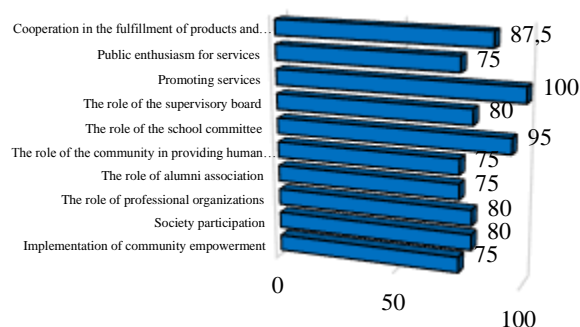 Cooperation in the fulfillment of products and… 87,5
Public enthusiasm for services 75
Promoting services 100
The role of the supervisory board 80
The role of the school committee 95
The role of the community in providing human … 75
The role of alumni association 75
The role of professional organizations 80
Society participation 80
Implementation of community empowerment 75
0 50 100